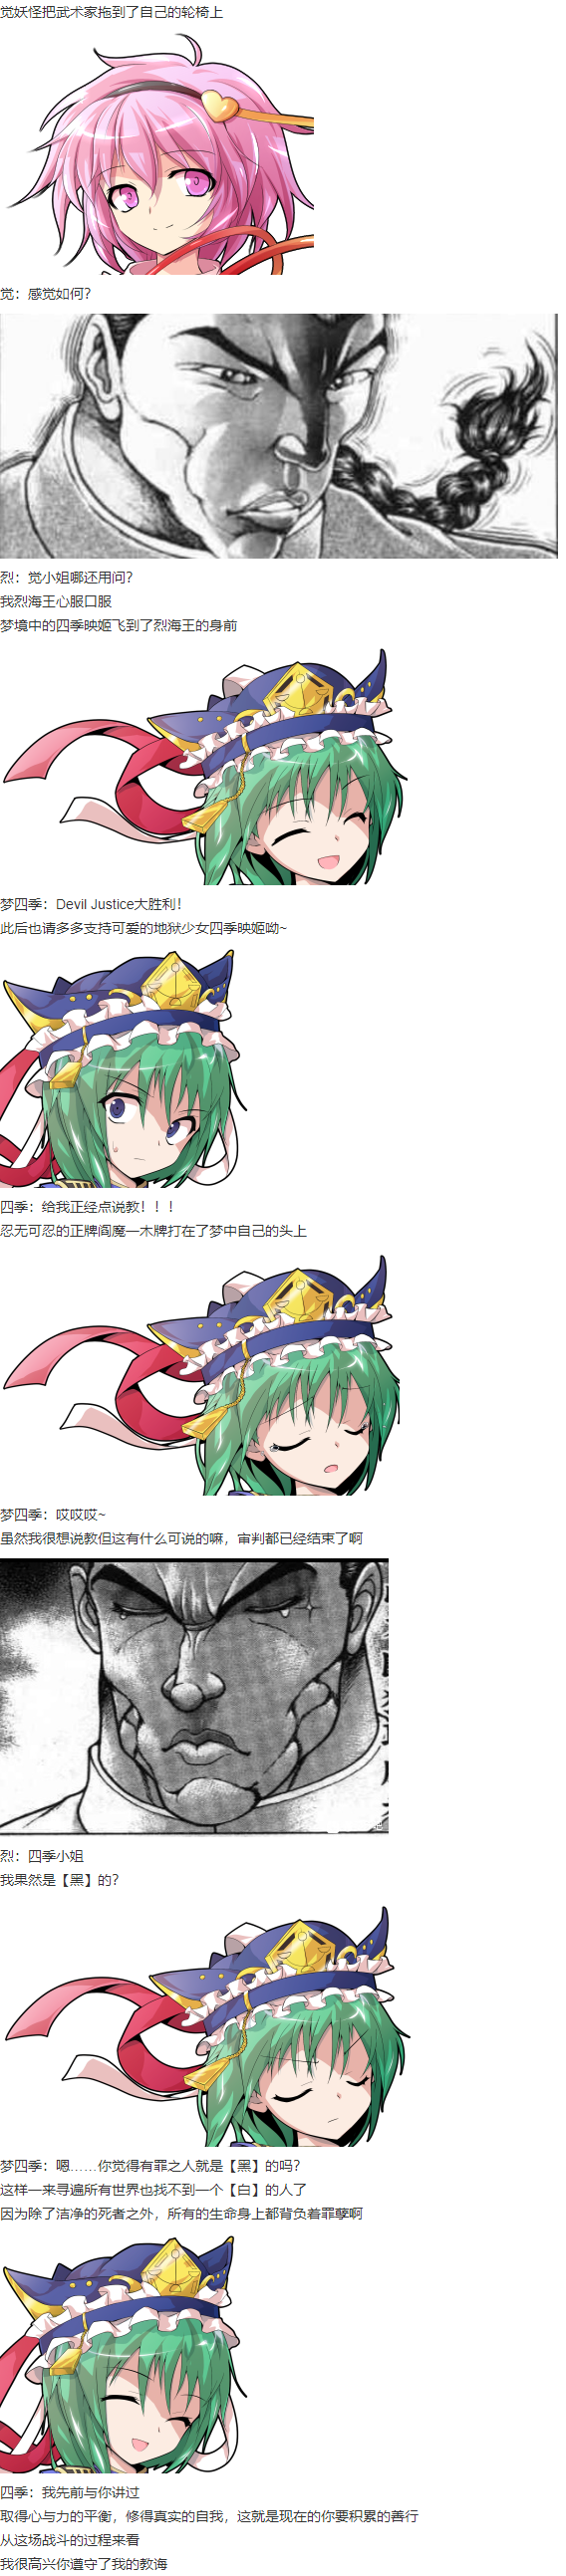 觉妖怪把武术家拖到了自己的轮椅上
觉：感觉如何？
烈：觉小姐哪还用问？
我烈海王心服口服
梦境中的四季映姬飞到了烈海王的身前
梦四季：Devil Justice大胜利！
此后也请多多支持可爱的地狱少女四季映姬呦~
四季：给我正经点说教！！！
忍无可忍的正牌阎魔一木牌打在了梦中自己的头上
梦四季：哎哎哎~
虽然我很想说教但这有什么可说的嘛，审判都已经结束了啊
烈：四季小姐
我果然是【黑】的？
梦四季：嗯……你觉得有罪之人就是【黑】的吗？
这样一来寻遍所有世界也找不到一个【白】的人了
因为除了洁净的死者之外，所有的生命身上都背负着罪孽啊
四季：我先前与你讲过
取得心与力的平衡，修得真实的自我，这就是现在的你要积累的善行
从这场战斗的过程来看
我很高兴你遵守了我的教诲